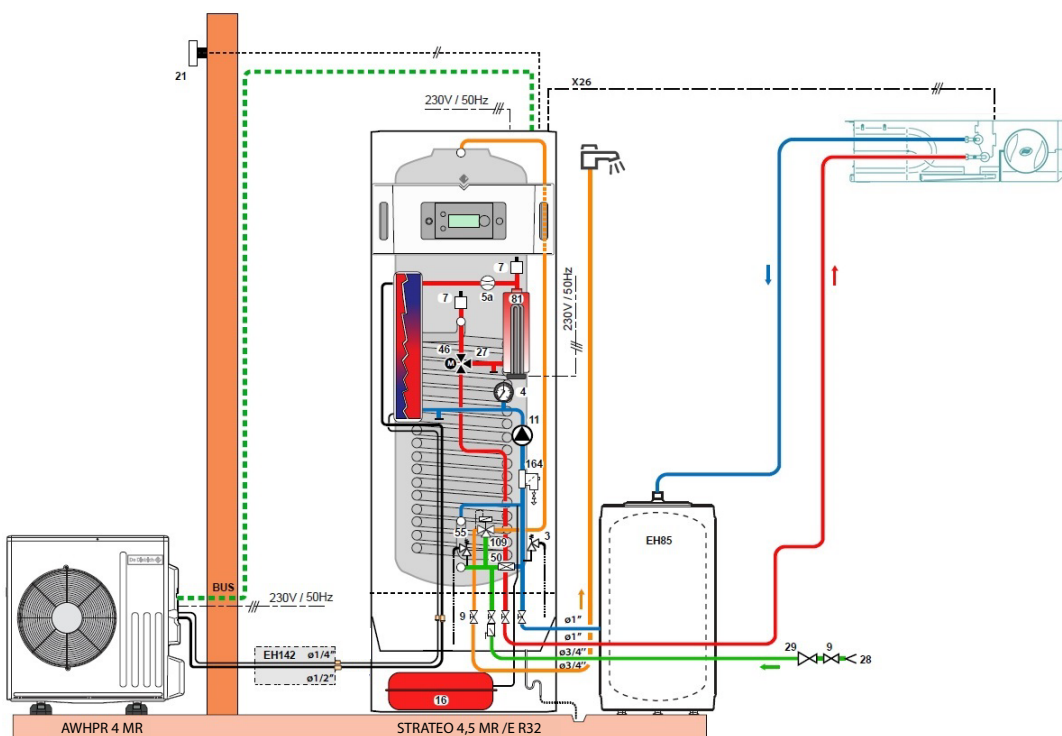 21
X26
230V / 50Hz
7
5a
81
7
230V / 50Hz
46
27
M
4
11
164
EH85
55
109
3
50
De Dietrich
BUS
230V / 50Hz
9
ø1"
ø1"
ø3/4"
ø3/4"
29
9
28
EH142
ø1/4"
ø1/2"
16
AWHPR 4 MR
STRATEO 4,5 MR /E R32